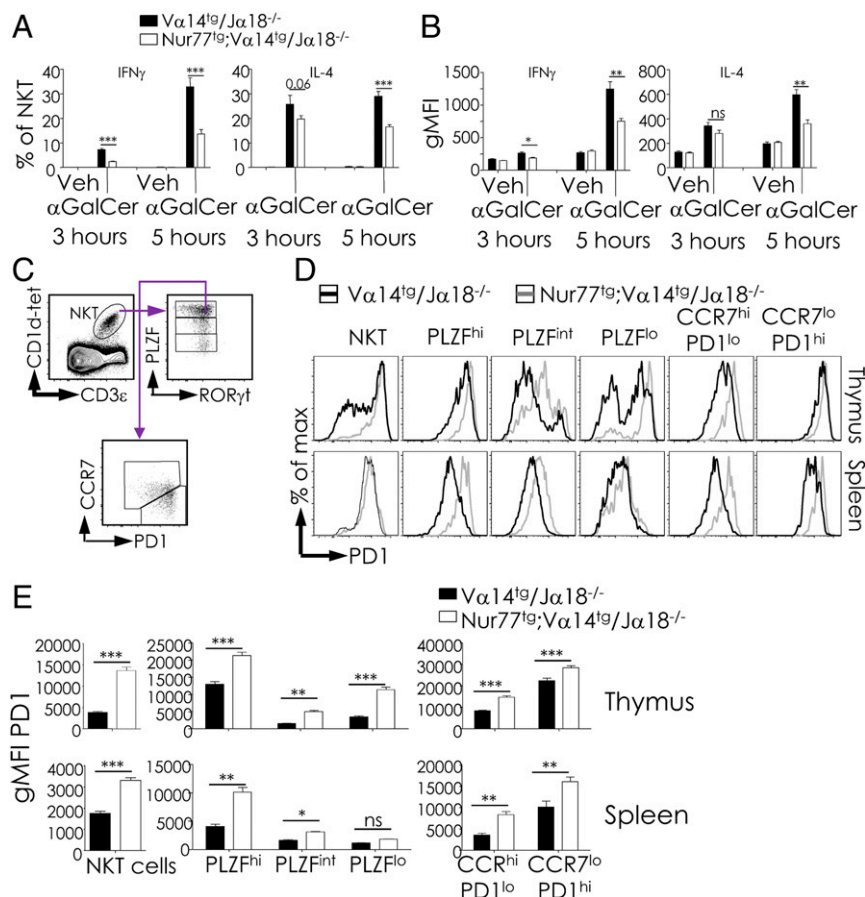 A
Vα14tg/Jα18-/-
Nur77tg;Vα14tg/Jα18-/-
% of NKT
IFNγ
40
30
20
10
0
***
***
Veh
Veh
αGalCer
αGalCer
3 hours
5 hours
IL-4
40
30
20
10
0
0.06
***
αGalCer
αGalCer
3 hours
5 hours
B
gMFI
IFNγ
1500
1000
500
250
0
*
**
Veh
Veh
αGalCer
αGalCer
3 hours
5 hours
IL-4
800
600
400
200
0
ns
**
Veh
Veh
αGalCer
αGalCer
3 hours
5 hours
C
CD1d-tet
NKT
CD3ε
PLZF
RORγt
CCR7
PD1
D
Vα14tg/Jα18-/-
Nur77tg;Vα14tg/Jα18-/-
NKT
PLZFhi
PLZFint
PLZFlo
CCR7hi
PD1lo
CCR7lo
PD1hi
% of max
Thymus
Spleen
PD1
E
Vα14tg/Jα18-/-
Nur77tg;Vα14tg/Jα18-/-
gMFI PD1
20000
15000
10000
5000
0
***
25000
20000
15000
10000
5000
0
***
**
***
40000
30000
20000
10000
0
***
***
Thymus
4000
3000
2000
1000
0
***
NKT cells
15000
10000
5000
0
**
*
ns
PLZFhi
PLZFint
PLZFlo
20000
15000
10000
5000
0
**
**
CCRhi
PD1lo
CCR7lo
PD1hi
Spleen